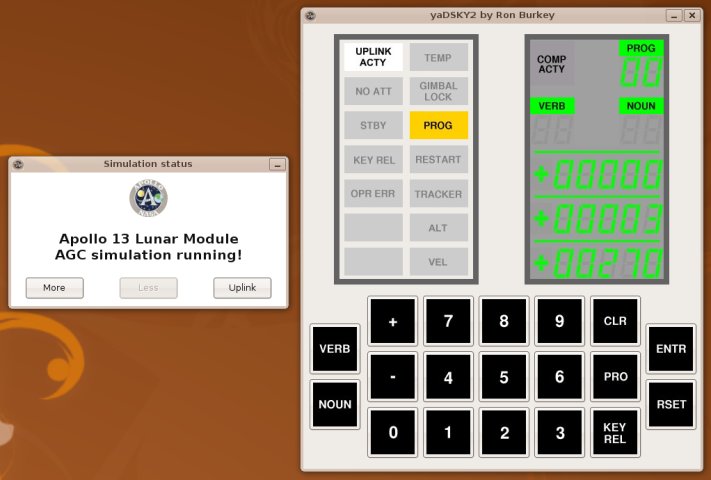 yaDSKY2 by Ron Burkey
UPLINK
ACTY
TEMP
NO ATT
GIMBAL
LOCK
STBY
PROG
KEY REL
RESTART
OPR ERR
TRACKER
ALT
VEL
COMP
ACTY
PROG
00
VERB
NOUN
+00000
+00003
+00270
Simulation status
APOLLO
NASA
Apollo 13 Lunar Module
AGC simulation running!
More
Less
Uplink
VERB
NOUN
+
7
8
9
CLR
-
4
5
6
PRO
0
1
2
3
KEY
REL
ENTR
RSET